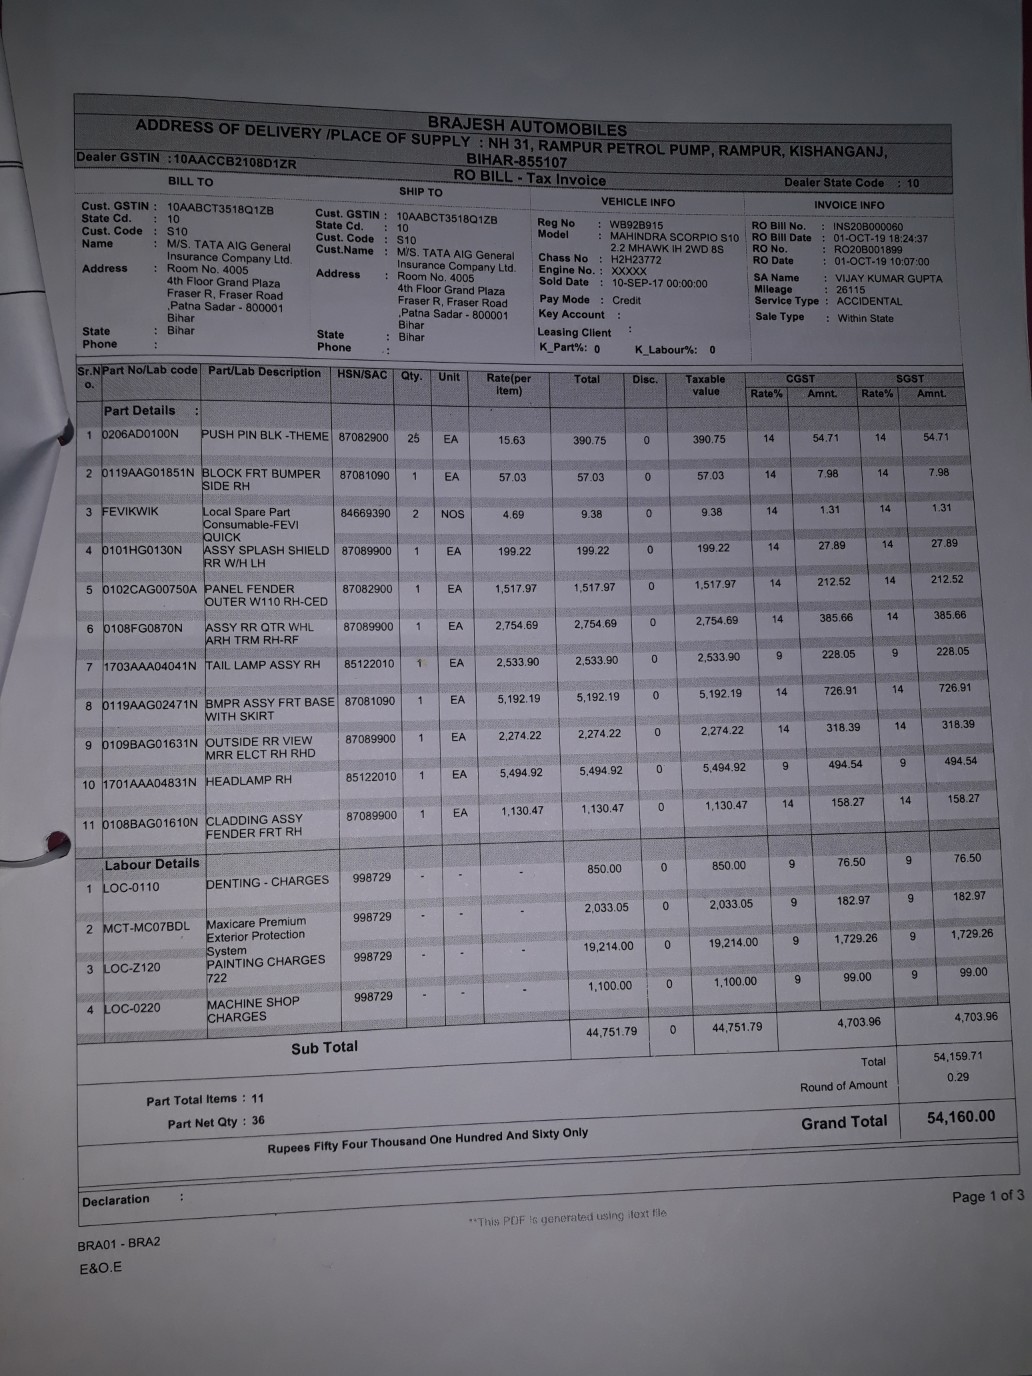 BRAJESH AUTOMOBILES
ADDRESS OF DELIVERY /PLACE OF SUPPLY : NH 31, RAMPUR PETROL PUMP, RAMPUR, KISHANGANJ,
BIHAR-855107
Dealer GSTIN : 10AACCB2108D1ZR
RO BILL - Tax Invoice
Dealer State Code : 10
BILL TO
Cust. GSTIN : 10AABCT3518Q1ZB
State Cd. : 10
Cust. Code : S10
Name : M/S. TATA AIG General
Insurance Company Ltd.
Address : Room No. 4005
4th Floor Grand Plaza
Fraser R, Fraser Road
,Patna Sadar - 800001
Bihar
State : Bihar
Phone :
SHIP TO
Cust. GSTIN : 10AABCT3518Q1ZB
State Cd. : 10
Cust. Code : S10
Cust.Name : M/S. TATA AIG General
Insurance Company Ltd.
Address : Room No. 4005
4th Floor Grand Plaza
Fraser R, Fraser Road
,Patna Sadar - 800001
Bihar
State : Bihar
Phone :
VEHICLE INFO
Reg No : WB92B915
Model : MAHINDRA SCORPIO S10
2.2 MHAWK IH 2WD 8S
Chass No : H2H23772
Engine No. : XXXXX
Sold Date : 10-SEP-17 00:00:00
Pay Mode : Credit
Key Account :
Leasing Client :
K_Part%: 0 K_Labour%: 0
INVOICE INFO
RO Bill No. : INS20B000060
RO Bill Date : 01-OCT-19 18:24:37
RO No. : RO20B001899
RO Date : 01-OCT-19 10:07:00
SA Name : VIJAY KUMAR GUPTA
Mileage : 26115
Service Type : ACCIDENTAL
Sale Type : Within State
Sr.N Part No/Lab code Part/Lab Description HSN/SAC Qty. Unit Rate(per Total Disc. Taxable CGST SGST
o. item) value Rate% Amnt. Rate% Amnt.
Part Details :
1 0206AD0100N PUSH PIN BLK -THEME 87082900 25 EA 15.63 390.75 0 390.75 14 54.71 14 54.71
2 0119AAG01851N BLOCK FRT BUMPER 87081090 1 EA 57.03 57.03 0 57.03 14 7.98 14 7.98
SIDE RH
3 FEVIKWIK Local Spare Part 84669390 2 NOS 4.69 9.38 0 9.38 14 1.31 14 1.31
Consumable-FEVI
QUICK
4 0101HG0130N ASSY SPLASH SHIELD 87089900 1 EA 199.22 199.22 0 199.22 14 27.89 14 27.89
RR W/H LH
5 0102CAG00750A PANEL FENDER 87082900 1 EA 1,517.97 1,517.97 0 1,517.97 14 212.52 14 212.52
OUTER W110 RH-CED
6 0108FG0870N ASSY RR QTR WHL 87089900 1 EA 2,754.69 2,754.69 0 2,754.69 14 385.66 14 385.66
ARH TRM RH-RF
7 1703AAA04041N TAIL LAMP ASSY RH 85122010 1 EA 2,533.90 2,533.90 0 2,533.90 9 228.05 9 228.05
8 0119AAG02471N BMPR ASSY FRT BASE 87081090 1 EA 5,192.19 5,192.19 0 5,192.19 14 726.91 14 726.91
WITH SKIRT
9 0109BAG01631N OUTSIDE RR VIEW 87089900 1 EA 2,274.22 2,274.22 0 2,274.22 14 318.39 14 318.39
MRR ELCT RH RHD
10 1701AAA04831N HEADLAMP RH 85122010 1 EA 5,494.92 5,494.92 0 5,494.92 9 494.54 9 494.54
11 0108BAG01610N CLADDING ASSY 87089900 1 EA 1,130.47 1,130.47 0 1,130.47 14 158.27 14 158.27
FENDER FRT RH
Labour Details
1 LOC-0110 DENTING - CHARGES 998729 - - - 850.00 0 850.00 9 76.50 9 76.50
2 MCT-MC07BDL Maxicare Premium 998729 - - - 2,033.05 0 2,033.05 9 182.97 9 182.97
Exterior Protection
System
3 LOC-Z120 PAINTING CHARGES 998729 - - - 19,214.00 0 19,214.00 9 1,729.26 9 1,729.26
722
4 LOC-0220 MACHINE SHOP 998729 - - - 1,100.00 0 1,100.00 9 99.00 9 99.00
CHARGES
Sub Total 44,751.79 0 44,751.79 4,703.96 4,703.96
Total 54,159.71
Part Total Items : 11 Round of Amount 0.29
Part Net Qty : 36 Grand Total 54,160.00
Rupees Fifty Four Thousand One Hundred And Sixty Only
Declaration :
Page 1 of 3
**This PDF is generated using itext file
BRA01 - BRA2
E&O.E